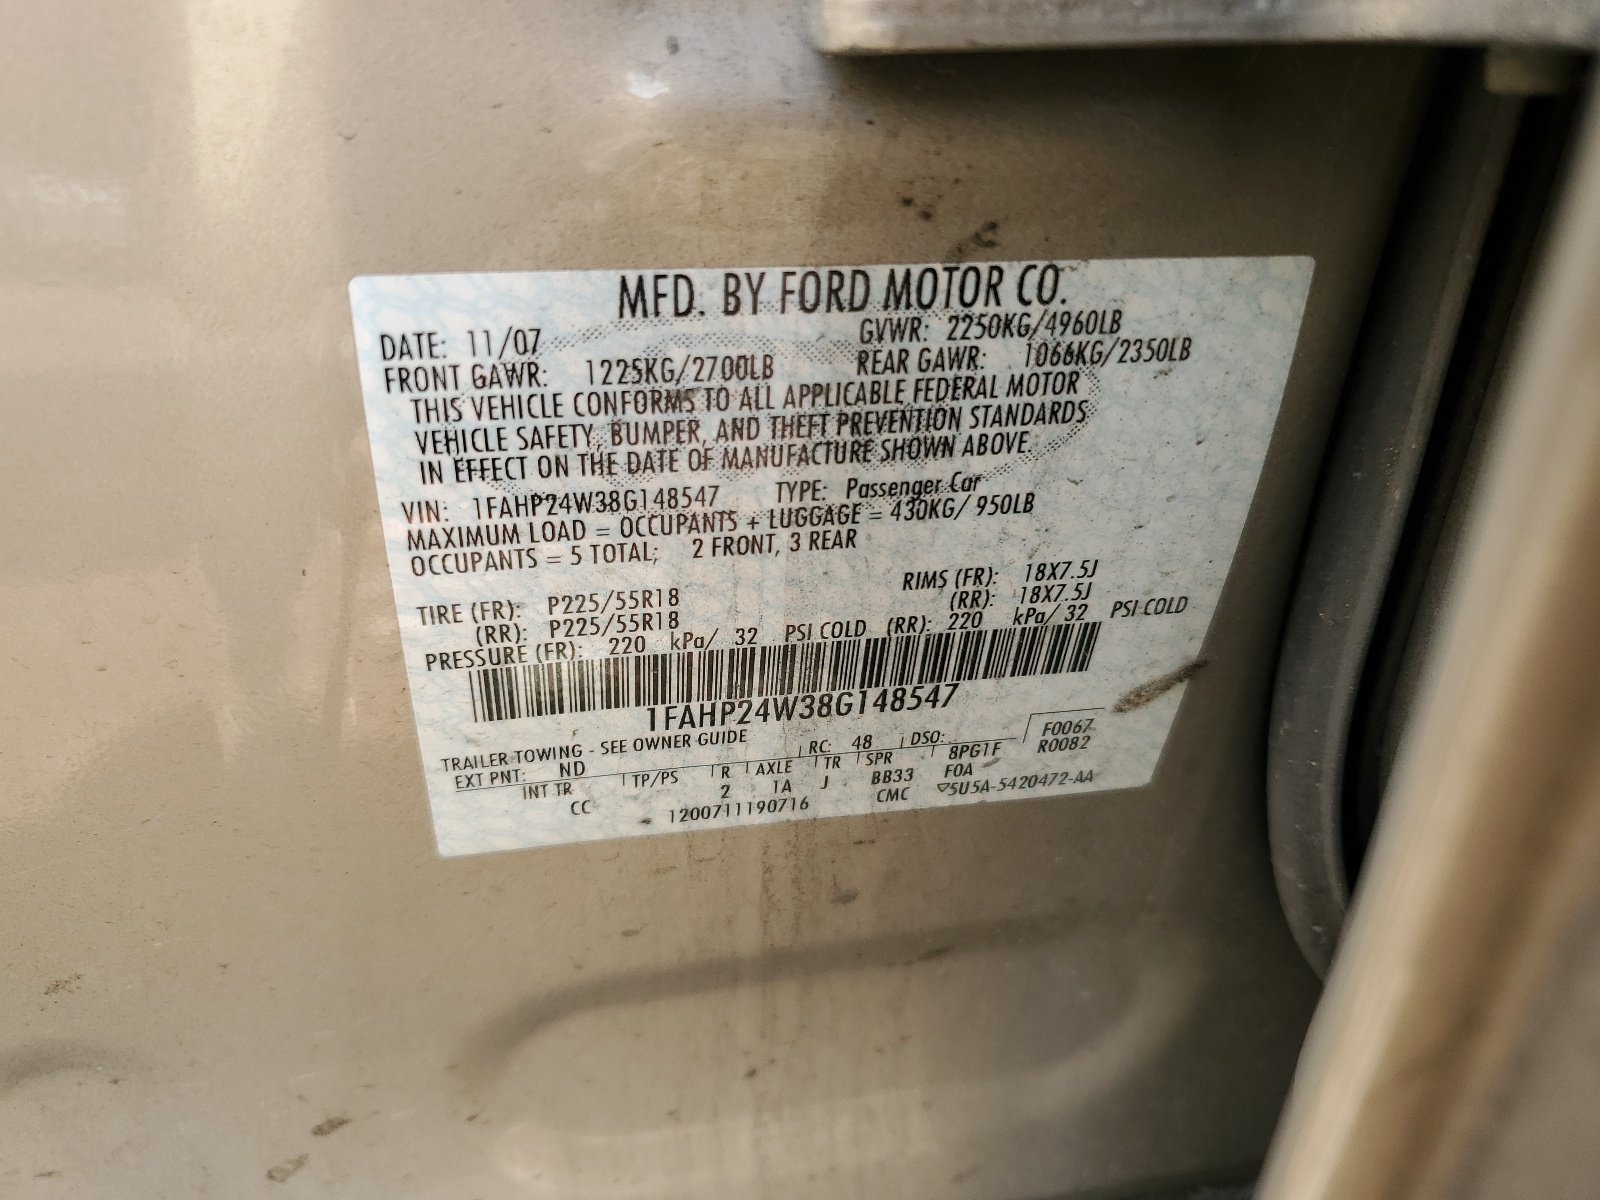 MFD. BY FORD MOTOR CO.
DATE: 11/07 GVWR: 2250KG/4960LB
FRONT GAWR: 1225KG/2700LB REAR GAWR: 1066KG/2350LB
THIS VEHICLE CONFORMS TO ALL APPLICABLE FEDERAL MOTOR
VEHICLE SAFETY, BUMPER, AND THEFT PREVENTION STANDARDS
IN EFFECT ON THE DATE OF MANUFACTURE SHOWN ABOVE.
VIN: 1FAHP24W38G148547 TYPE: Passenger Car
MAXIMUM LOAD = OCCUPANTS + LUGGAGE = 430KG/ 950LB
OCCUPANTS = 5 TOTAL; 2 FRONT, 3 REAR
TIRE (FR): P225/55R18 RIMS (FR): 18X7.5J
(RR): P225/55R18 (RR): 18X7.5J
PRESSURE (FR): 220 kPa/ 32 PSI COLD (RR): 220 kPa/ 32 PSI COLD
1FAHP24W38G148547
TRAILER TOWING - SEE OWNER GUIDE RC: 48 DSO: F0067
EXT PNT: ND 8PG1F R0082
INT TR TP/PS R AXLE TR SPR F0A
CC 2 1A J BB33
1200711190716 CMC ▽5U5A-5420472-AA